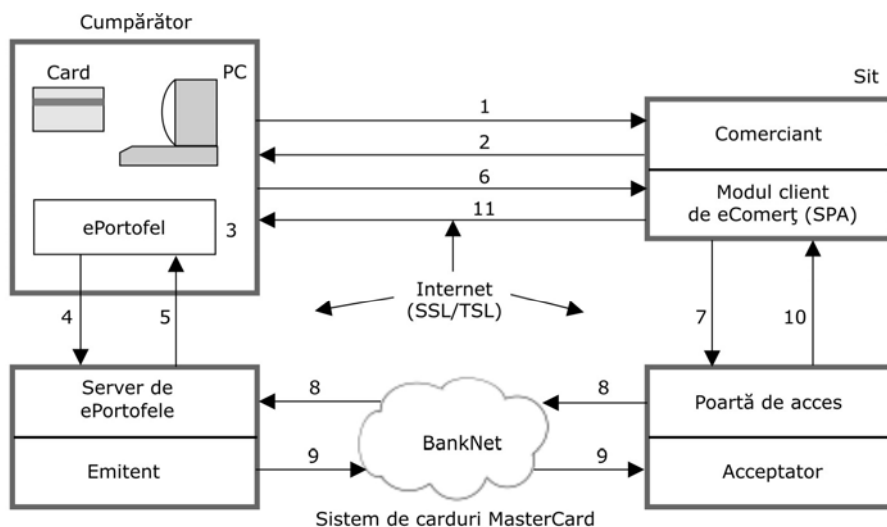 Cumpărător
Card
PC
Sit
1
Comerciant
2
6
Modul client
de eComerţ (SPA)
11
ePortofel
3
Internet
(SSL/TSL)
4
5
7
10
Server de
ePortofele
8
8
Poartă de acces
BankNet
Emitent
9
9
Acceptator
Sistem de carduri MasterCard